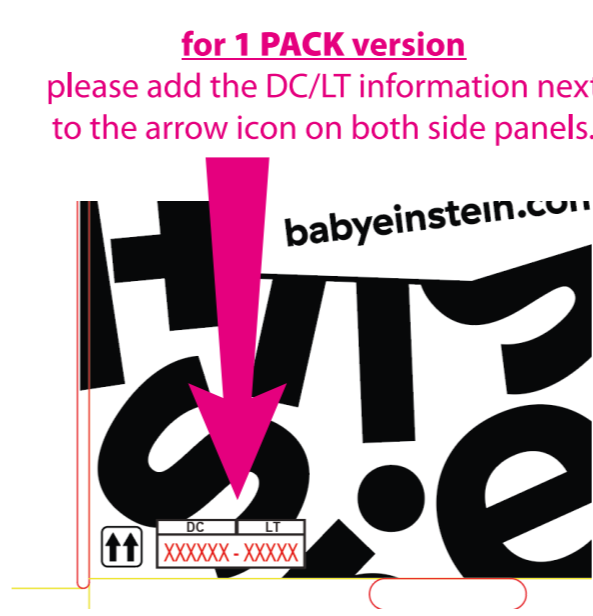 for 1 PACK version
please add the DC/LT information next
to the arrow icon on both side panels.
babyeinstein.com
DC LT
XXXXXX - XXXXX